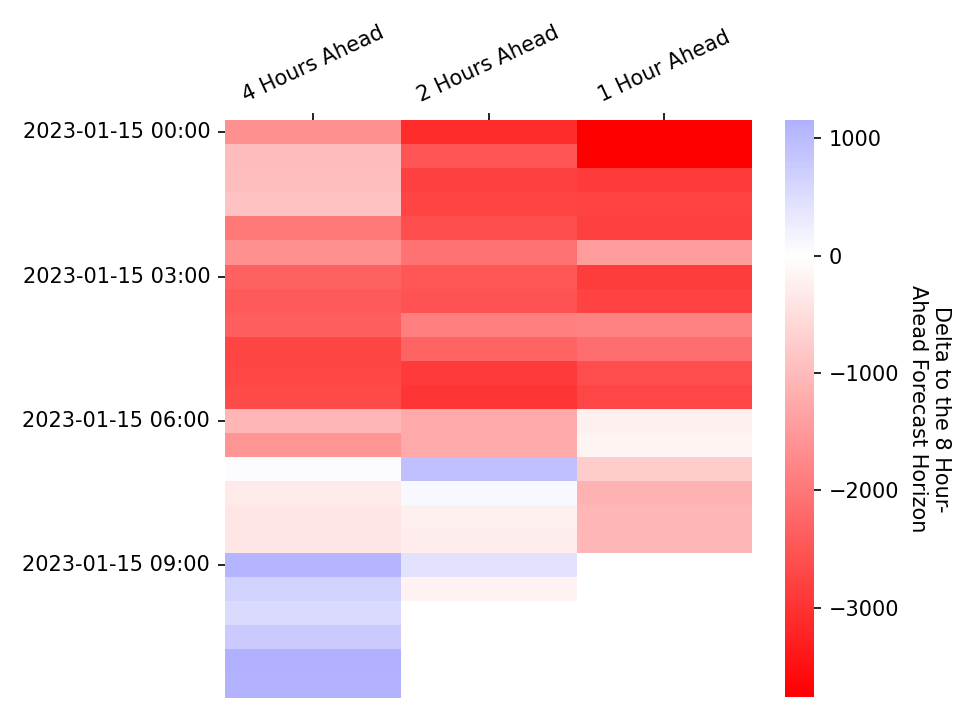 4 Hours Ahead
2 Hours Ahead
1 Hour Ahead
2023-01-15 00:00
2023-01-15 03:00
2023-01-15 06:00
2023-01-15 09:00
1000
0
−1000
−2000
−3000
Delta to the 8 Hour-
Ahead Forecast Horizon